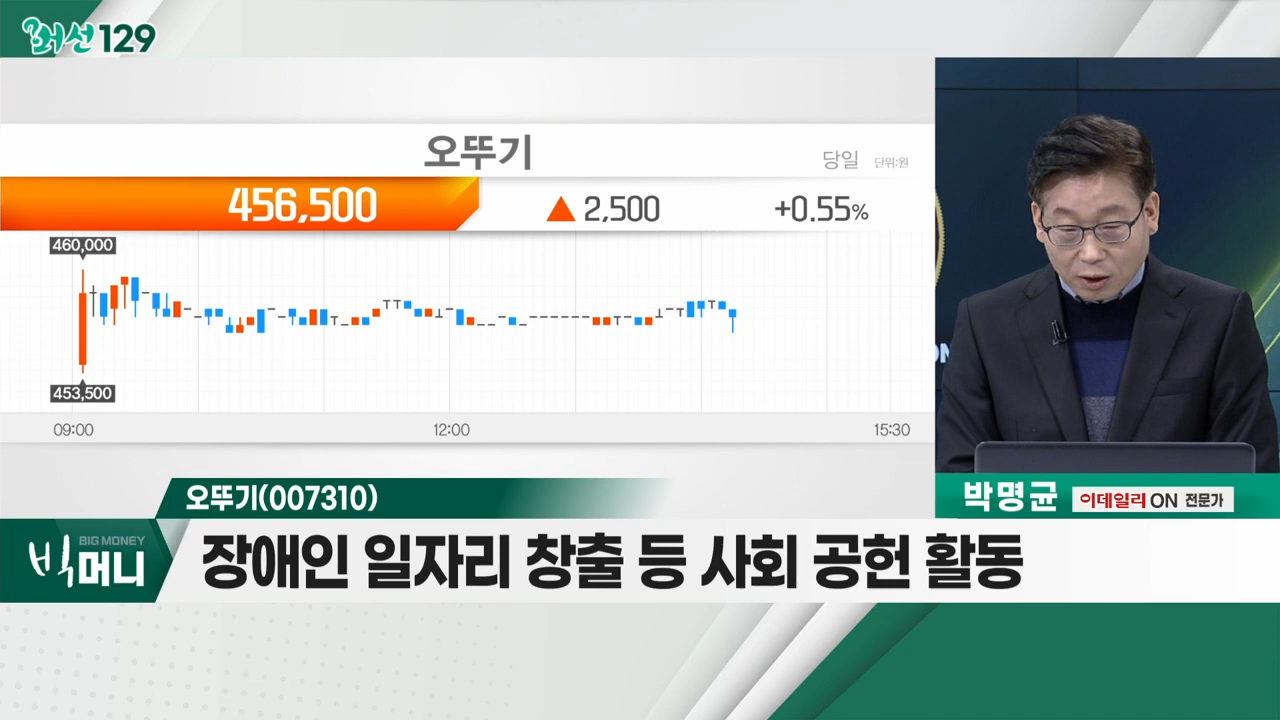 최선129
오뚜기
당일 단위:원
456,500 ▲ 2,500 +0.55%
460,000
453,500
09:00 12:00 15:30
박명균 이데일리ON 전문가
오뚜기(007310)
BIG MONEY
빅머니
장애인 일자리 창출 등 사회 공헌 활동